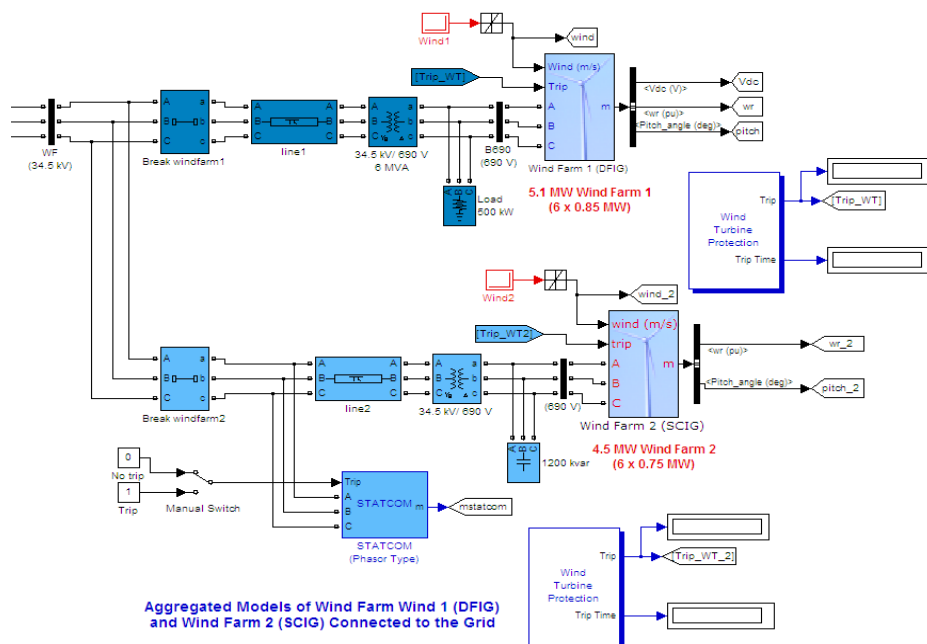 Wind1
wind
[Trip_WT]
Wind (m/s)
Trip
A
B
C
m
<Vdc (V)>
<wr (pu)>
<Pitch_angle (deg)>
Vdc
wr
pitch
WF
(34.5 kV)
A
B
C
a
b
c
Break windfarm1
A
B
C
A
B
C
line1
A
B
C
a
b
c
34.5 kV/ 690 V
6 MVA
A
B
C
Load
500 kW
B690
(690 V)
Wind Farm 1 (DFIG)
5.1 MW Wind Farm 1
(6 x 0.85 MW)
Wind
Turbine
Protection
Trip
Trip Time
[Trip_WT]
Wind2
wind_2
[Trip_WT2]
wind (m/s)
trip
A
B
C
m
<wr (pu)>
<Pitch_angle (deg)>
wr_2
pitch_2
A
B
C
a
b
c
Break windfarm2
A
B
C
A
B
C
line2
A
B
C
a
b
c
34.5 kV/ 690 V
A
B
C
1200 kvar
(690 V)
Wind Farm 2 (SCIG)
4.5 MW Wind Farm 2
(6 x 0.75 MW)
0
No trip
1
Trip
Manual Switch
Trip
A
B
C
STATCOM
m
mstatcom
STATCOM
(Phasor Type)
Wind
Turbine
Protection
Trip
Trip Time
[Trip_WT_2]
Aggregated Models of Wind Farm Wind 1 (DFIG)
and Wind Farm 2 (SCIG) Connected to the Grid